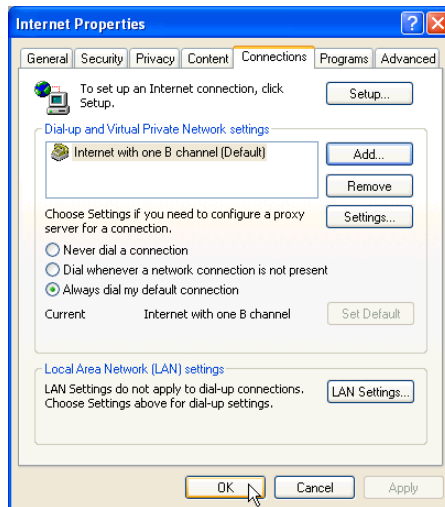 Internet Properties
General Security Privacy Content Connections Programs Advanced
To set up an Internet connection, click
Setup.
Setup...
Dial-up and Virtual Private Network settings
Internet with one B channel (Default)
Add...
Remove
Choose Settings if you need to configure a proxy
server for a connection.
Settings...
Never dial a connection
Dial whenever a network connection is not present
Always dial my default connection
Current Internet with one B channel Set Default
Local Area Network (LAN) settings
LAN Settings do not apply to dial-up connections.
Choose Settings above for dial-up settings.
LAN Settings...
OK Cancel Apply